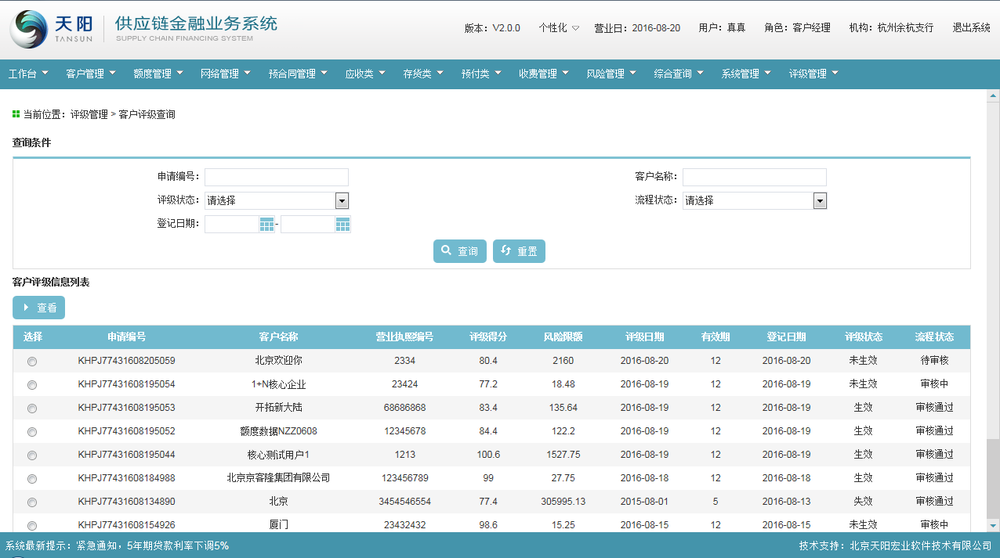 天阳 TANSUN 供应链金融业务系统 SUPPLY CHAIN FINANCING SYSTEM
版本：V2.0.0 个性化 营业日：2016-08-20 用户：真真 角色：客户经理 机构：杭州余杭支行 退出系统
工作台 客户管理 额度管理 网络管理 预合同管理 应收类 存货类 预付类 收费管理 风险管理 综合查询 系统管理 评级管理
当前位置：评级管理 > 客户评级查询
查询条件
申请编号： 客户名称：
评级状态：请选择 流程状态：请选择
登记日期： -
查询 重置
客户评级信息列表
查看
选择 申请编号 客户名称 营业执照编号 评级得分 风险限额 评级日期 有效期 登记日期 评级状态 流程状态
KHPJ77431608205059 北京欢迎你 2334 80.4 2160 2016-08-20 12 2016-08-20 未生效 待审核
KHPJ77431608195054 1+N核心企业 23424 77.2 18.48 2016-08-19 12 2016-08-19 未生效 审核中
KHPJ77431608195053 开拓新大陆 68686868 83.4 135.64 2016-08-19 12 2016-08-19 生效 审核通过
KHPJ77431608195052 额度数据NZZ0608 12345678 84.4 122.2 2016-08-19 12 2016-08-19 生效 审核通过
KHPJ77431608195044 核心测试用户1 1213 100.6 1527.75 2016-08-19 12 2016-08-19 生效 审核通过
KHPJ77431608184988 北京京客隆集团有限公司 123456789 99 27.75 2016-08-18 12 2016-08-18 生效 审核通过
KHPJ77431608134890 北京 3454546554 77.4 305995.13 2015-08-01 5 2016-08-13 失效 审核通过
KHPJ77431608154926 厦门 23432432 98.6 15.25 2016-08-15 12 2016-08-15 未生效 审核中
系统最新提示：紧急通知，5年期贷款利率下调5% 技术支持：北京天阳宏业软件技术有限公司